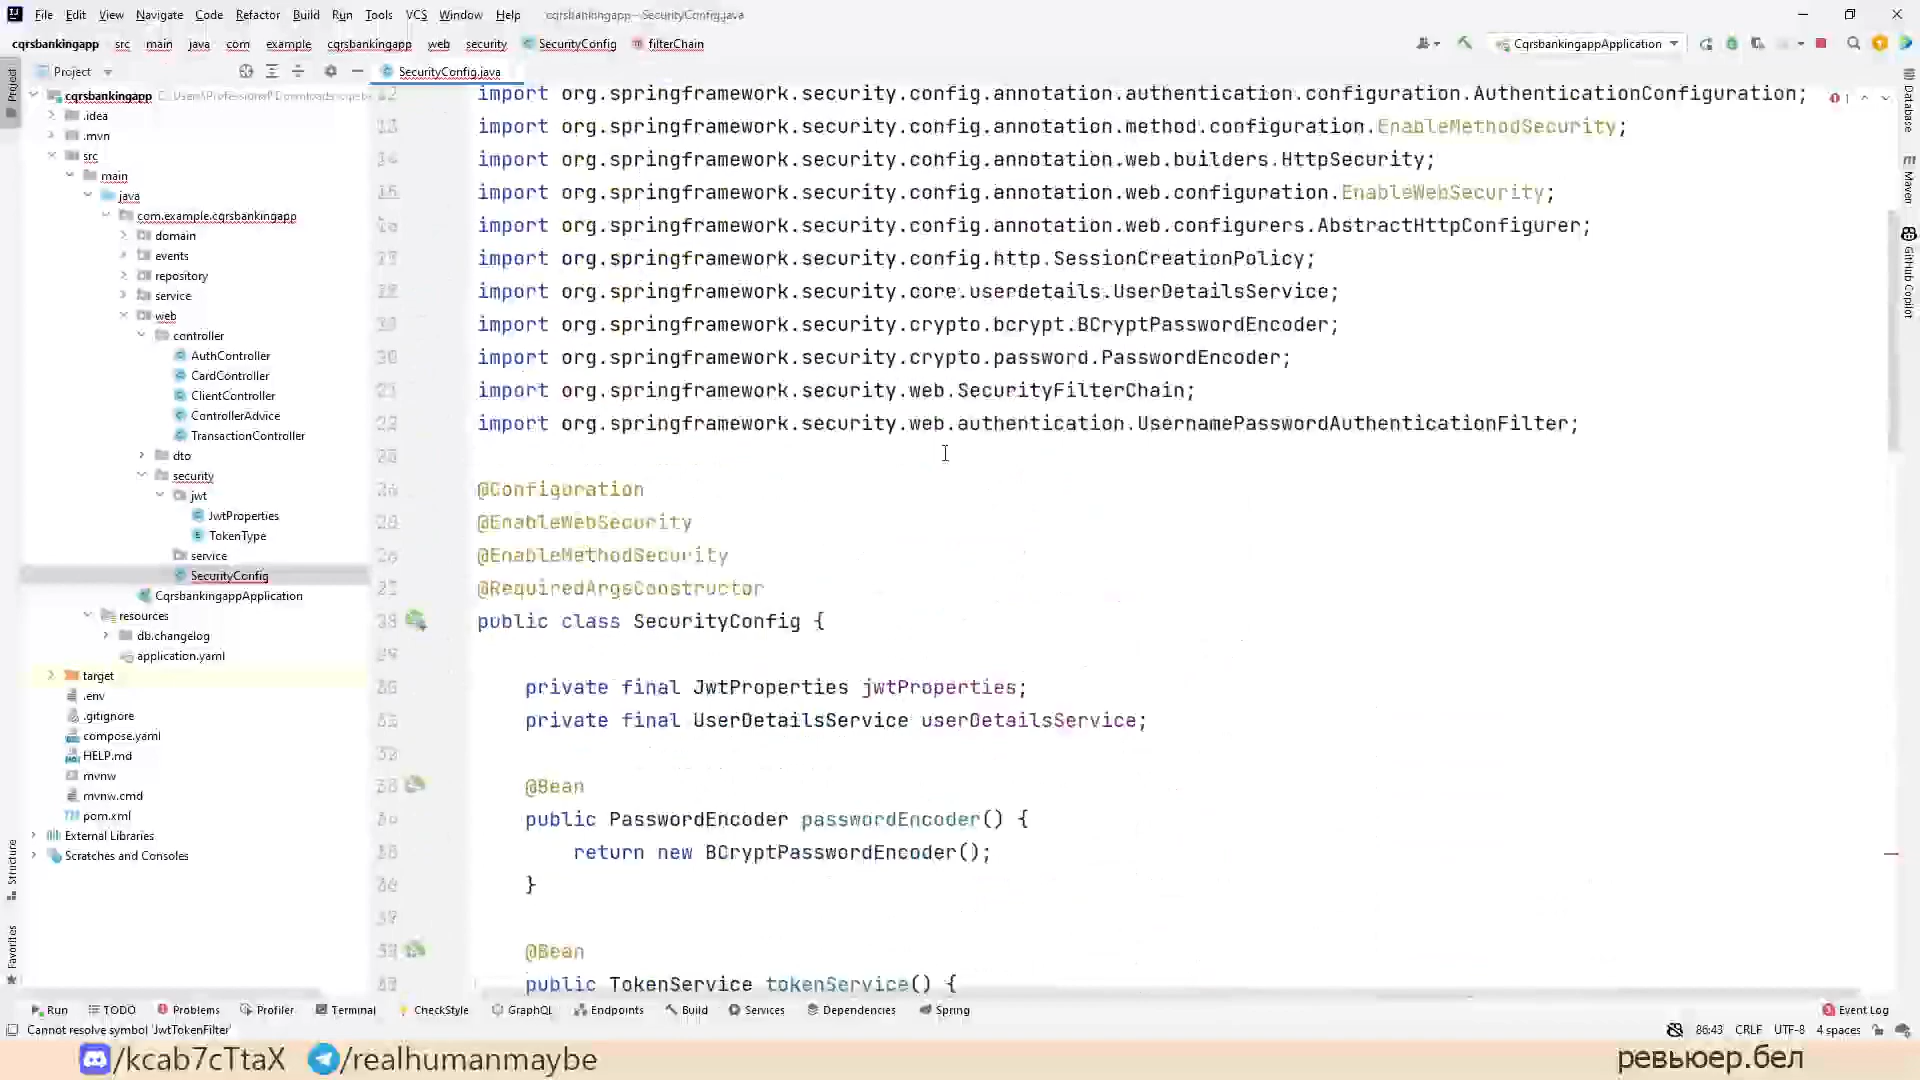 File Edit View Navigate Code Refactor Build Run Tools VCS Window Help cqrsbankingapp – SecurityConfig.java
cqrsbankingapp src main java com example cqrsbankingapp web security SecurityConfig filterChain CqrsbankingappApplication
Project SecurityConfig.java
cqrsbankingapp
.idea
.mvn
src
main
java
com.example.cqrsbankingapp
domain
events
repository
service
web
controller
AuthController
CardController
ClientController
ControllerAdvice
TransactionController
dto
security
jwt
JwtProperties
TokenType
service
SecurityConfig
CqrsbankingappApplication
resources
db.changelog
application.yaml
target
.env
.gitignore
compose.yaml
HELP.md
mvnw
mvnw.cmd
pom.xml
External Libraries
Scratches and Consoles
import org.springframework.security.config.annotation.authentication.configuration.AuthenticationConfiguration;
import org.springframework.security.config.annotation.method.configuration.EnableMethodSecurity;
import org.springframework.security.config.annotation.web.builders.HttpSecurity;
import org.springframework.security.config.annotation.web.configuration.EnableWebSecurity;
import org.springframework.security.config.annotation.web.configurers.AbstractHttpConfigurer;
import org.springframework.security.config.http.SessionCreationPolicy;
import org.springframework.security.core.userdetails.UserDetailsService;
import org.springframework.security.crypto.bcrypt.BCryptPasswordEncoder;
import org.springframework.security.crypto.password.PasswordEncoder;
import org.springframework.security.web.SecurityFilterChain;
import org.springframework.security.web.authentication.UsernamePasswordAuthenticationFilter;
@Configuration
@EnableWebSecurity
@EnableMethodSecurity
@RequiredArgsConstructor
public class SecurityConfig {
private final JwtProperties jwtProperties;
private final UserDetailsService userDetailsService;
@Bean
public PasswordEncoder passwordEncoder() {
return new BCryptPasswordEncoder();
}
@Bean
public TokenService tokenService() {
Project
Structure
Favorites
Database
Maven
GitHub Copilot
Run TODO Problems Profiler Terminal CheckStyle GraphQL Endpoints Build Services Dependencies Spring Event Log
Cannot resolve symbol 'JwtTokenFilter' 86:43 CRLF UTF-8 4 spaces
/kcab7cTtaX /realhumanmaybe ревьюер.бел